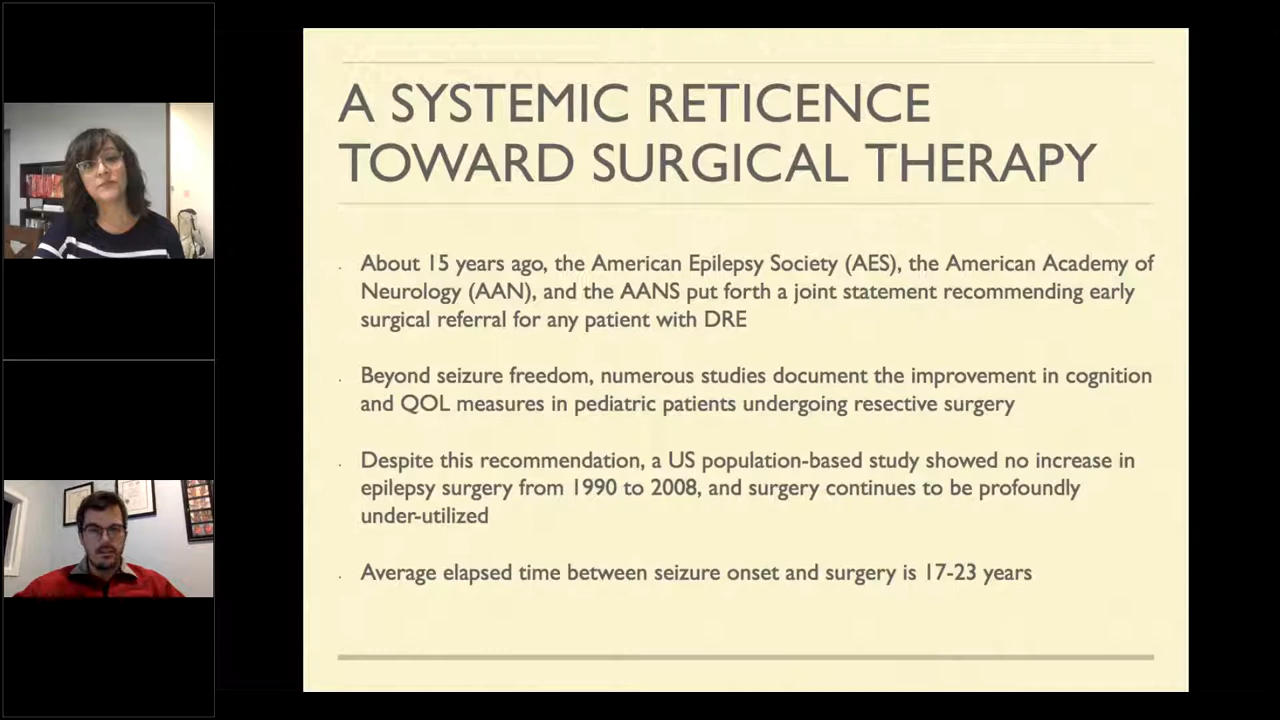 A SYSTEMIC RETICENCE
TOWARD SURGICAL THERAPY
About 15 years ago, the American Epilepsy Society (AES), the American Academy of
Neurology (AAN), and the AANS put forth a joint statement recommending early
surgical referral for any patient with DRE
Beyond seizure freedom, numerous studies document the improvement in cognition
and QOL measures in pediatric patients undergoing resective surgery
Despite this recommendation, a US population-based study showed no increase in
epilepsy surgery from 1990 to 2008, and surgery continues to be profoundly
under-utilized
Average elapsed time between seizure onset and surgery is 17-23 years